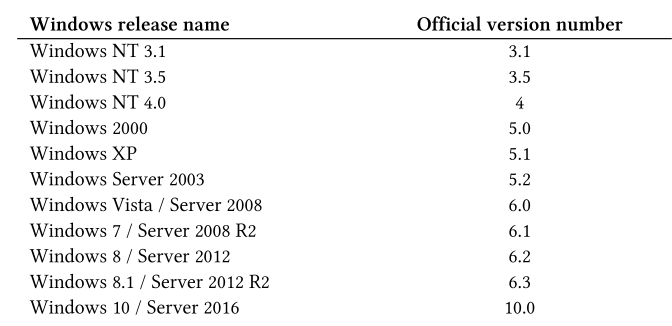 Windows release name Official version number
Windows NT 3.1 3.1
Windows NT 3.5 3.5
Windows NT 4.0 4
Windows 2000 5.0
Windows XP 5.1
Windows Server 2003 5.2
Windows Vista / Server 2008 6.0
Windows 7 / Server 2008 R2 6.1
Windows 8 / Server 2012 6.2
Windows 8.1 / Server 2012 R2 6.3
Windows 10 / Server 2016 10.0